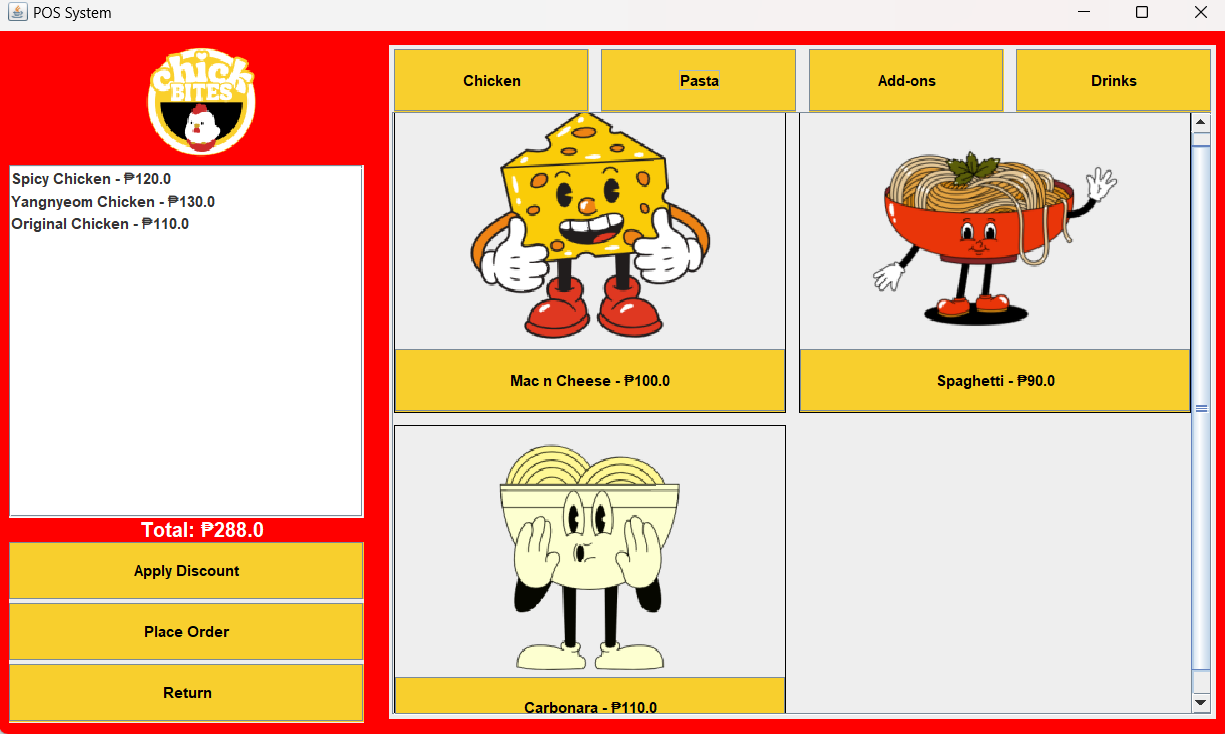 POS System
chick
BITES
Spicy Chicken - ₱120.0
Yangnyeom Chicken - ₱130.0
Original Chicken - ₱110.0
Total: ₱288.0
Apply Discount
Place Order
Return
Chicken Pasta Add-ons Drinks
Mac n Cheese - ₱100.0 Spaghetti - ₱90.0
Carbonara - ₱110.0